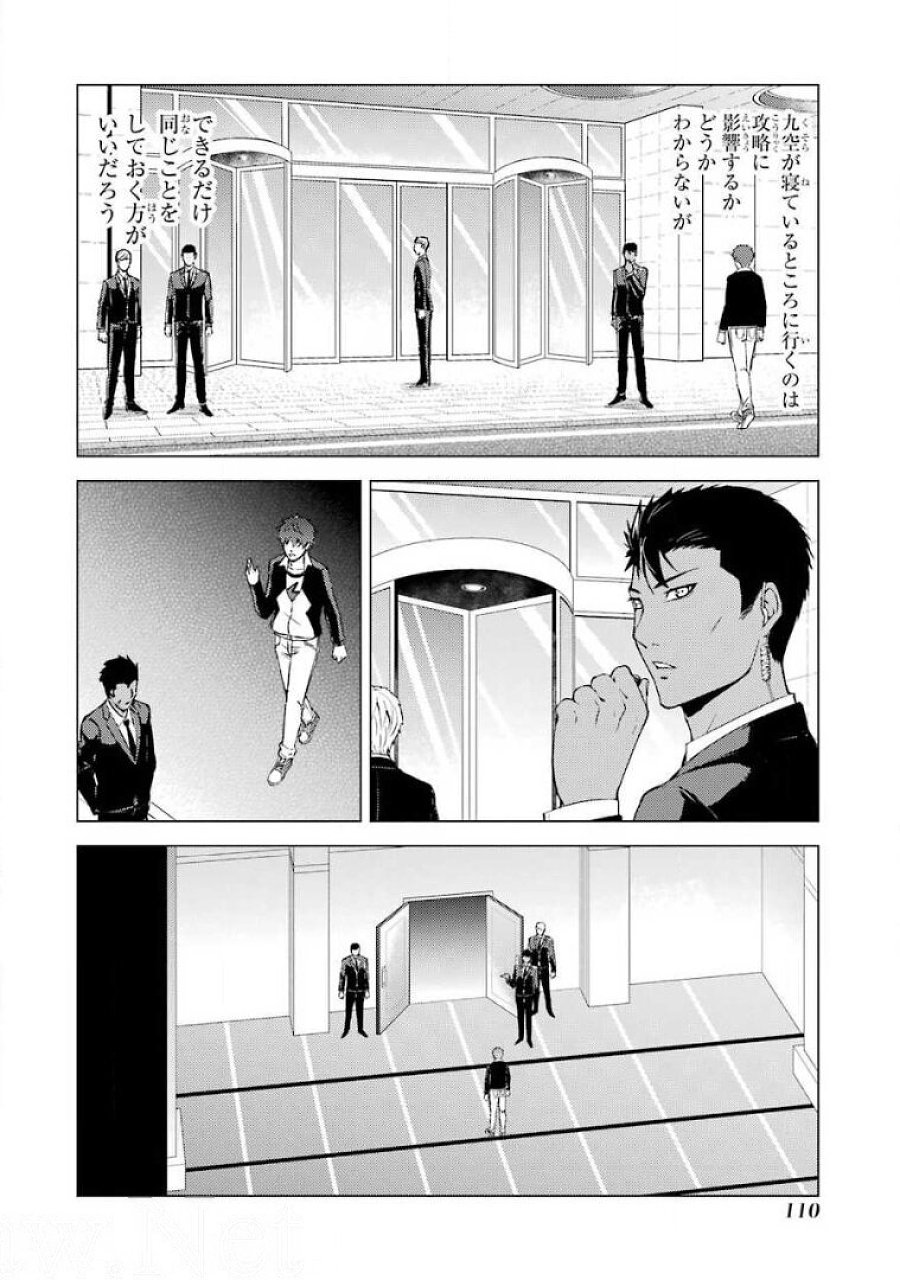 九空が寝ているところに行くのは
攻略に
影響するか
どうか
わからないが
できるだけ
同じことを
しておく方が
いいだろう
110
tw.Net